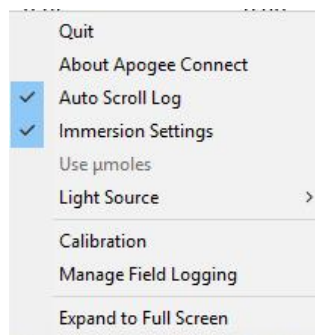 Quit
About Apogee Connect
Auto Scroll Log
Immersion Settings
Use µmoles
Light Source
Calibration
Manage Field Logging
Expand to Full Screen